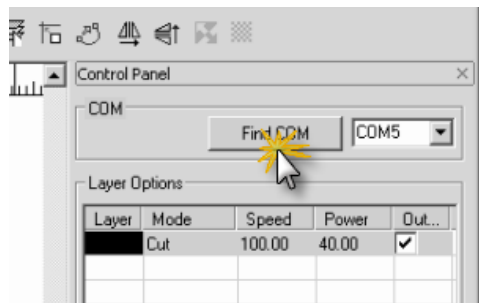 Control Panel
COM
Find COM COM5
Layer Options
Layer Mode Speed Power Out...
Cut 100.00 40.00